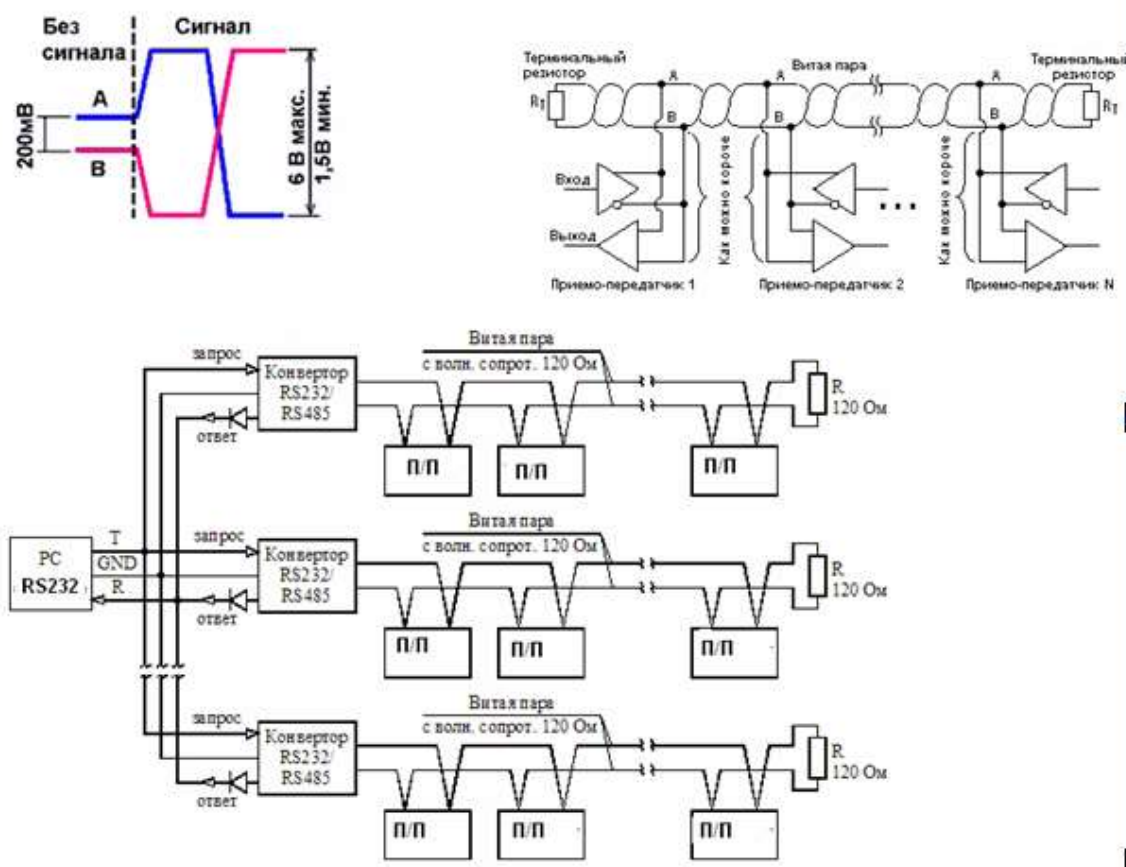 Без
сигнала
Сигнал
А
В
200мВ
6 В макс.
1,5В мин.
Терминальный
резистор
Rт
Витая пара
Терминальный
резистор
Rт
А
А
А
В
В
В
Вход
Выход
Как можно короче
Как можно короче
...
Приемо-передатчик 1
Приемо-передатчик 2
Приемо-передатчик N
запрос
Конвертор
RS232/
RS485
ответ
Витая пара
с волн. сопрот. 120 Ом
П/П
П/П
П/П
R
120 Ом
PC
RS232
T
GND
R
запрос
Конвертор
RS232/
RS485
ответ
Витая пара
с волн. сопрот. 120 Ом
П/П
П/П
П/П
R
120 Ом
запрос
Конвертор
RS232/
RS485
ответ
Витая пара
с волн. сопрот. 120 Ом
П/П
П/П
П/П
R
120 Ом